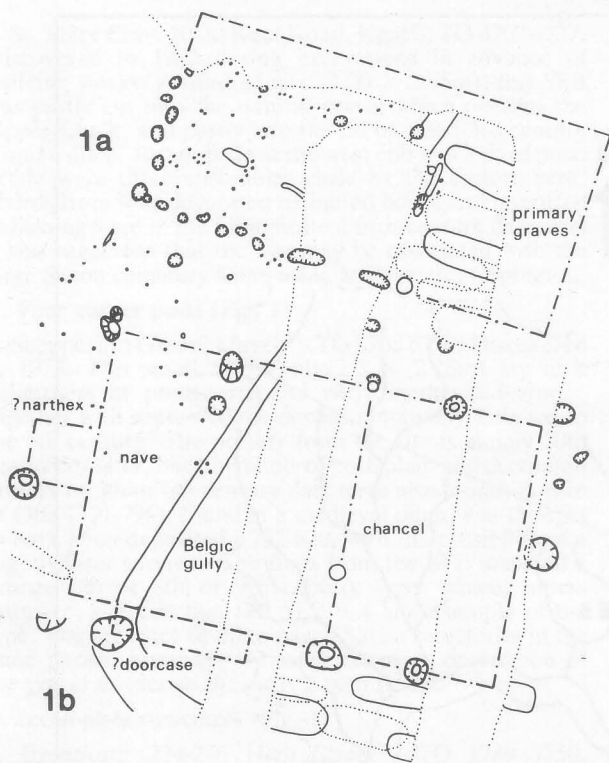 1a
primary
graves
?narthex
nave
Belgic
gully
chancel
?doorcase
1b